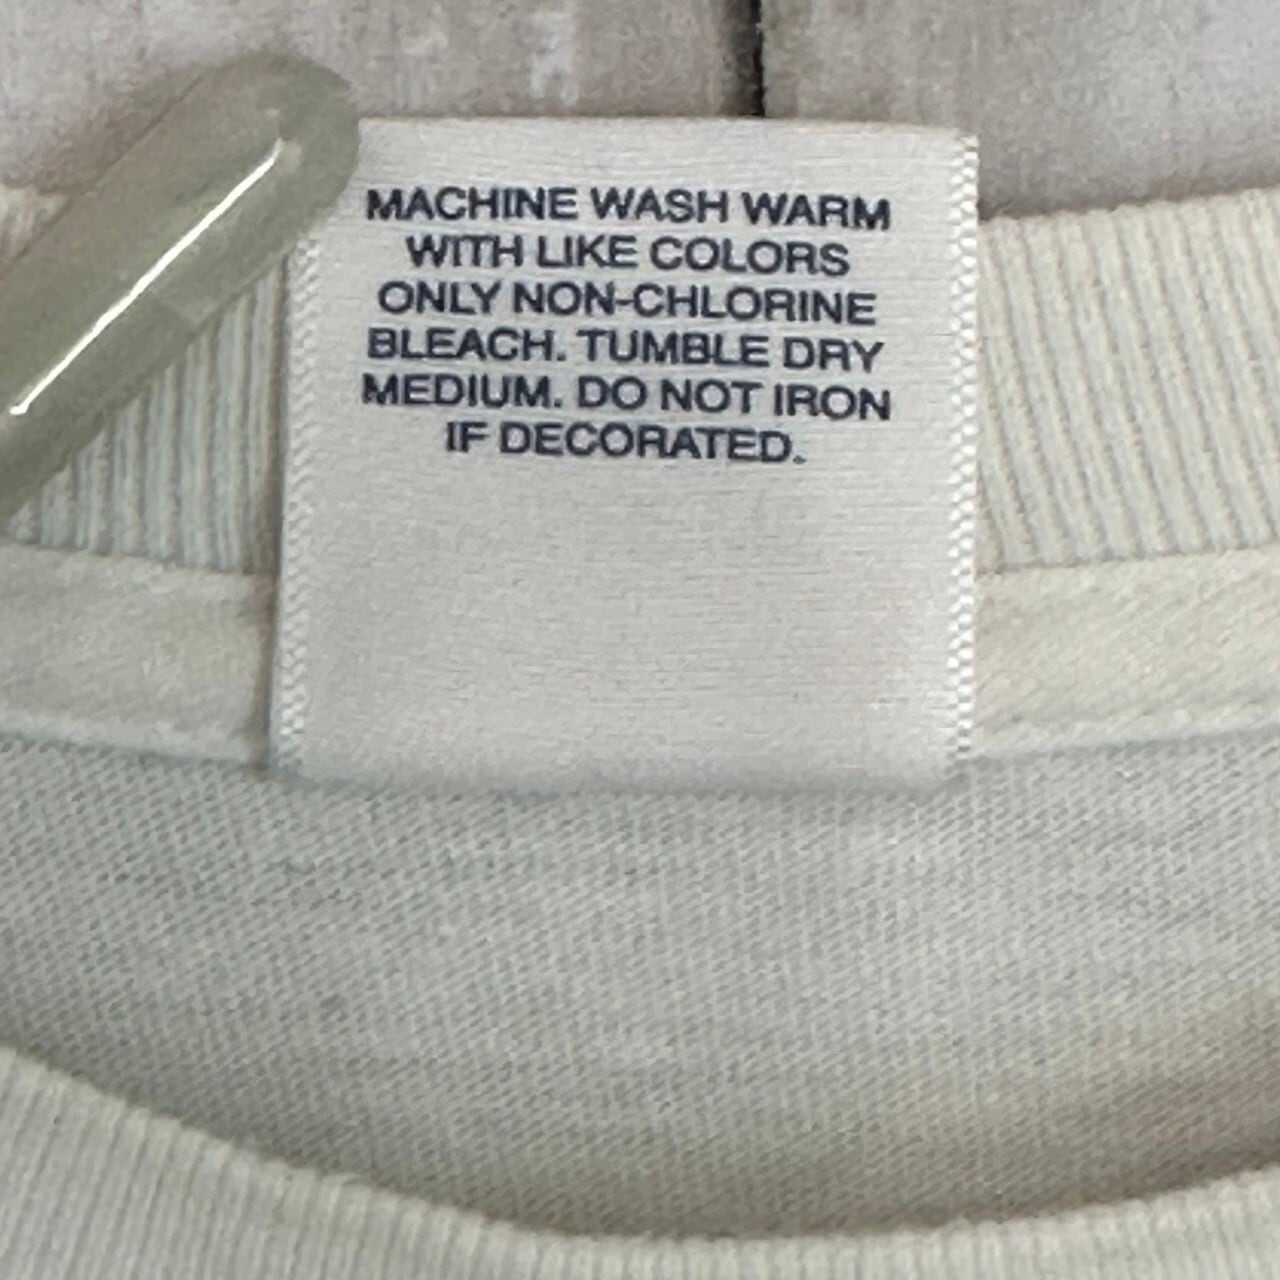 MACHINE WASH WARM
WITH LIKE COLORS
ONLY NON-CHLORINE
BLEACH. TUMBLE DRY
MEDIUM. DO NOT IRON
IF DECORATED.